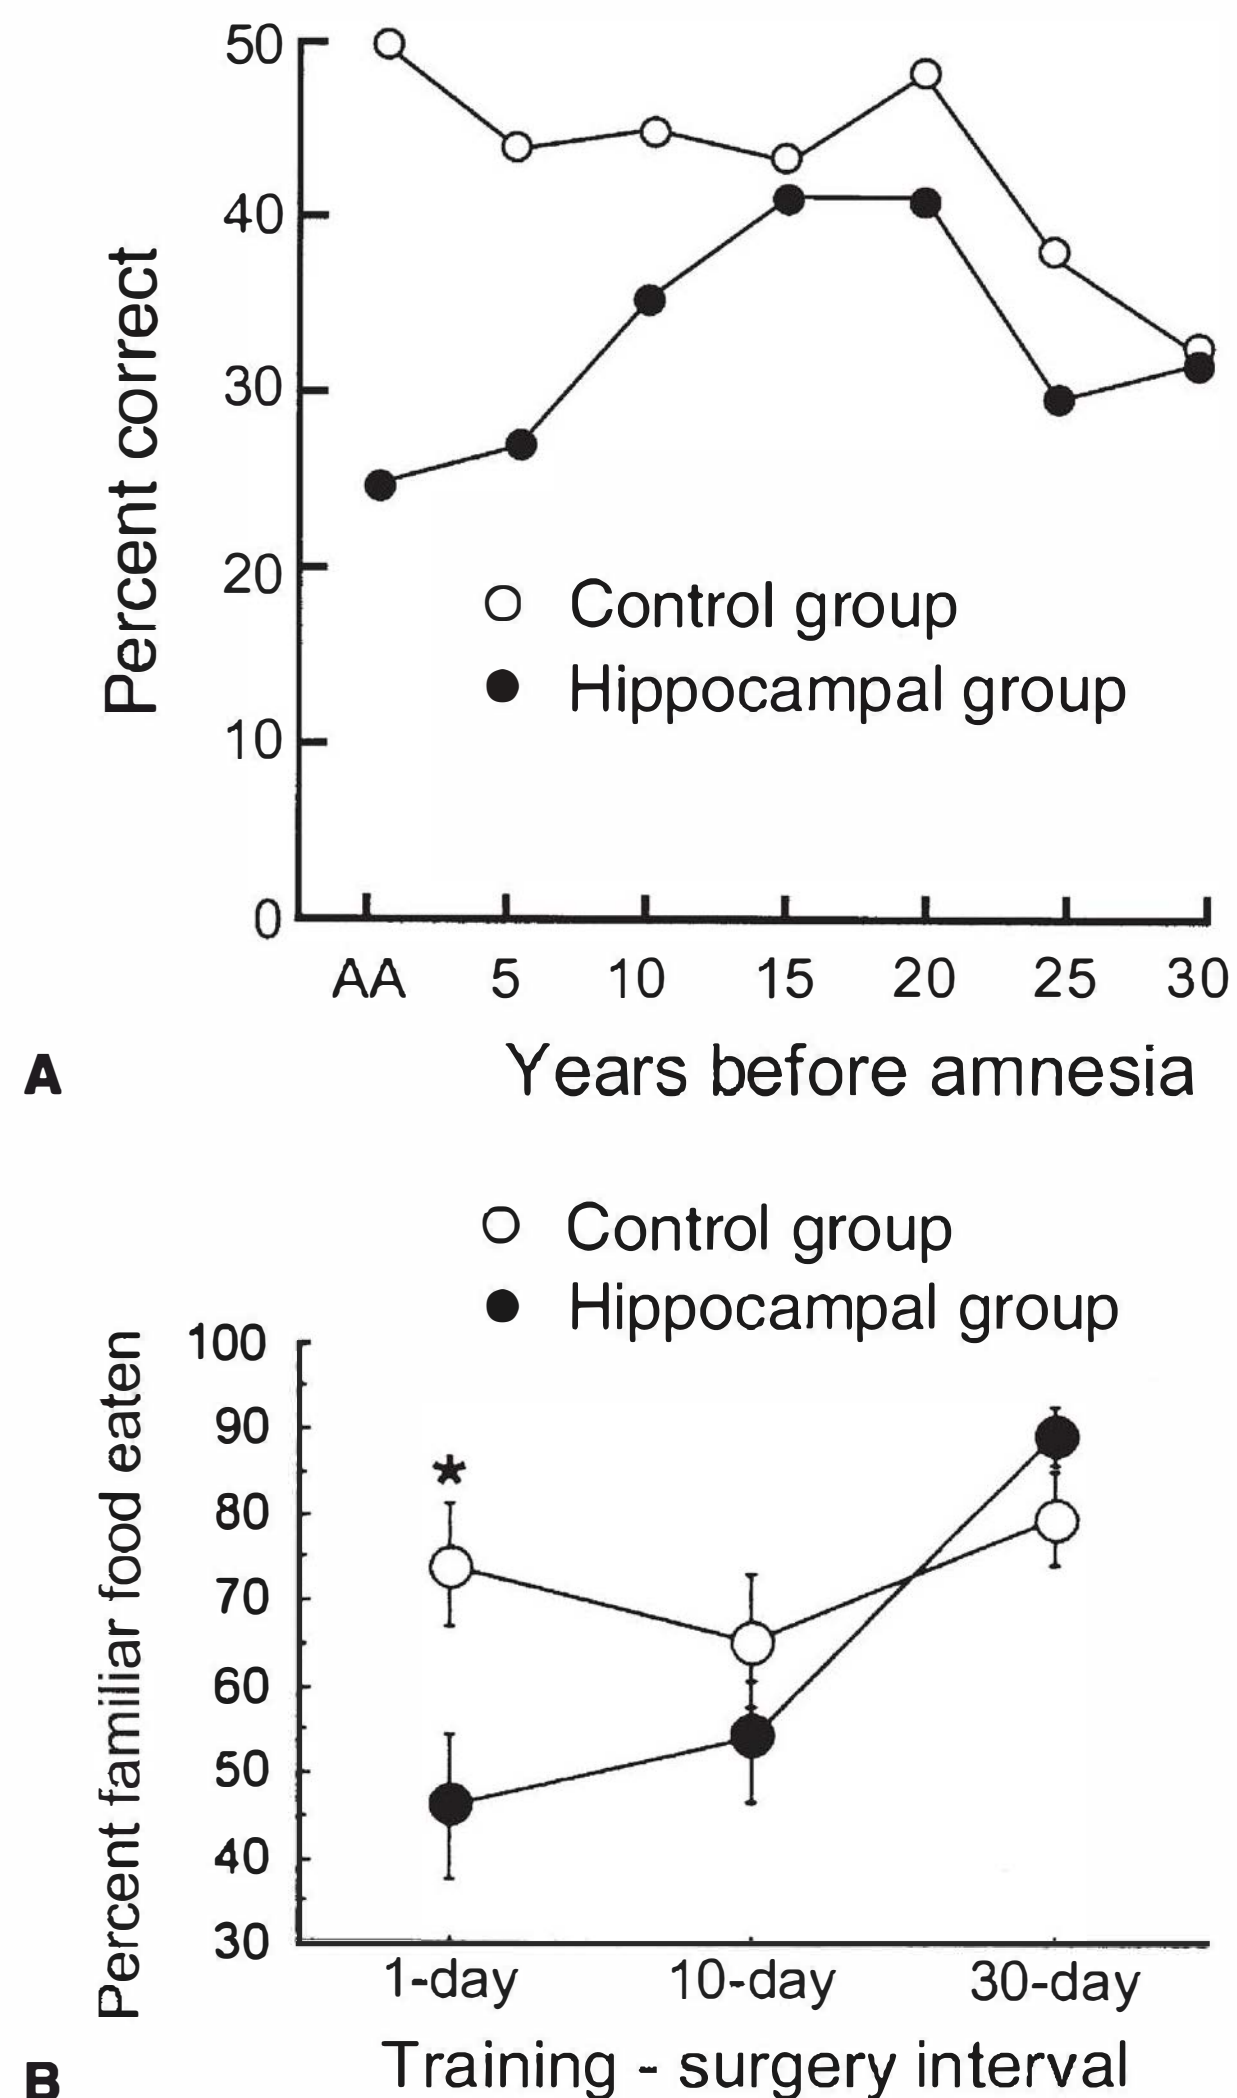 50
40
30
20
10
0
Percent correct
Control group
Hippocampal group
AA 5 10 15 20 25 30
Years before amnesia
A
Control group
Hippocampal group
100
90
80
70
60
50
40
30
Percent familiar food eaten
*
1-day 10-day 30-day
Training - surgery interval
B